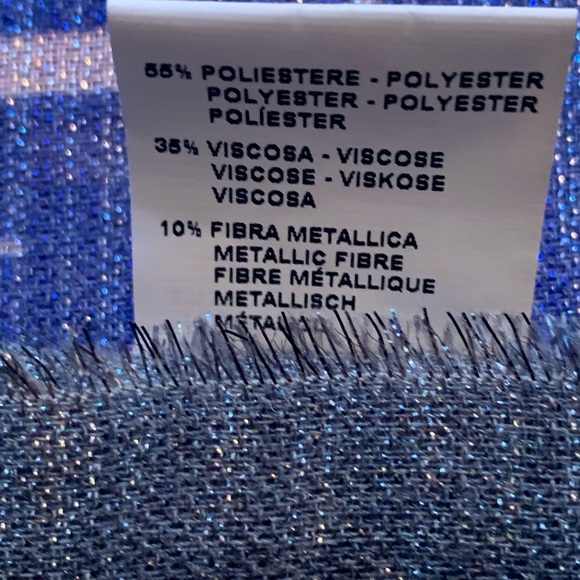 55% POLIESTERE - POLYESTER
POLYESTER - POLYESTER
POLÍESTER
35% VISCOSA - VISCOSE
VISCOSE - VISKOSE
VISCOSA
10% FIBRA METALLICA
METALLIC FIBRE
FIBRE MÉTALLIQUE
METALLISCH